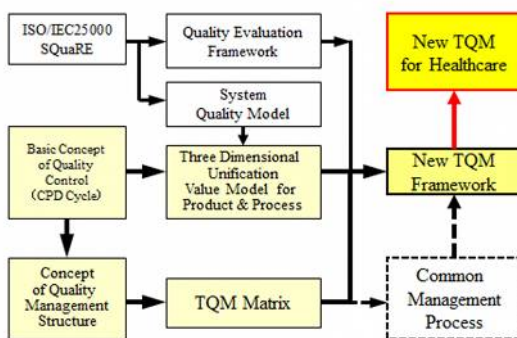 ISO/IEC25000
SQuaRE
Quality Evaluation
Framework
New TQM
for Healthcare
System
Quality Model
Basic Concept
of Quality
Control
(CPD Cycle)
Three Dimensional
Unification
Value Model for
Product & Process
New TQM
Framework
Concept
of Quality
Management
Structure
TQM Matrix
Common
Management
Process